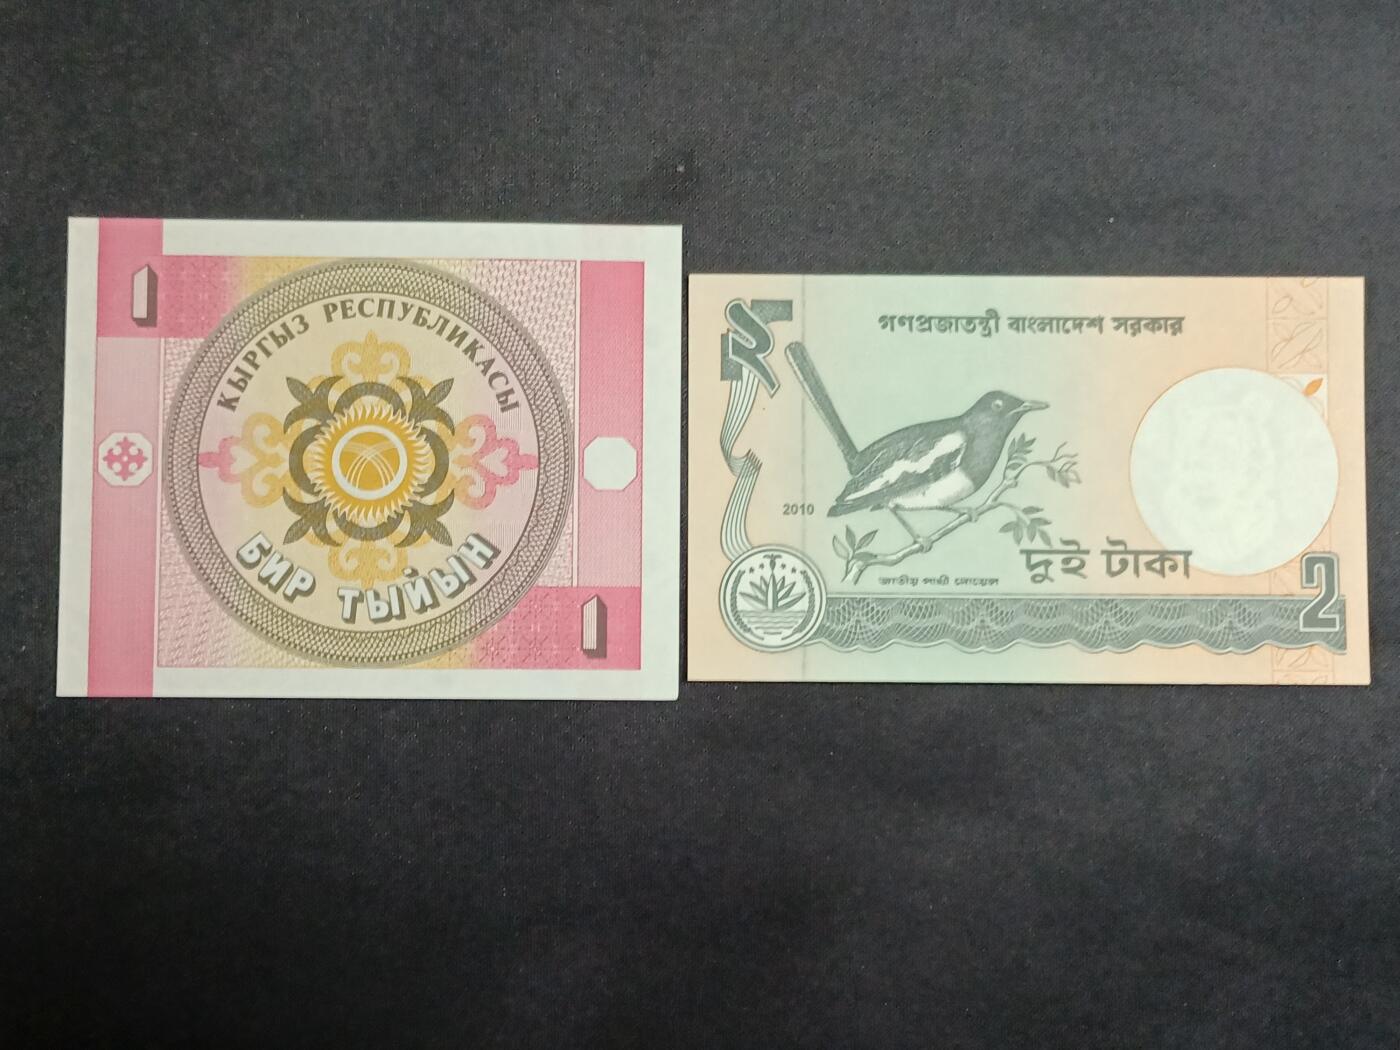 1
КЫРГЫЗ РЕСПУБЛИКАСЫ
БИР ТЫЙЫН
1
২
গণপ্রজাতন্ত্রী বাংলাদেশ সরকার
2010
দুই টাকা
জাতীয় পাখী দোয়েল
2